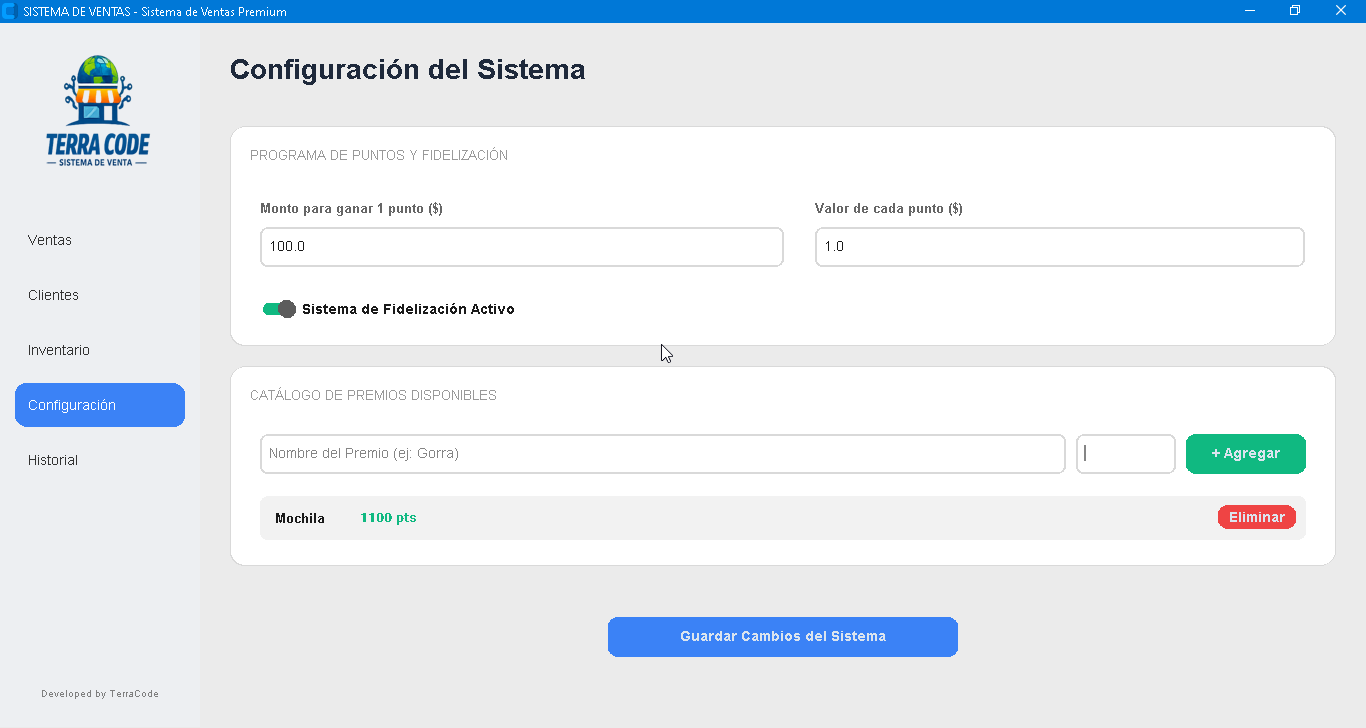 SISTEMA DE VENTAS - Sistema de Ventas Premium
TERRA CODE
SISTEMA DE VENTA
Ventas
Clientes
Inventario
Configuración
Historial
Developed by TerraCode
Configuración del Sistema
PROGRAMA DE PUNTOS Y FIDELIZACIÓN
Monto para ganar 1 punto ($) Valor de cada punto ($)
100.0 1.0
Sistema de Fidelización Activo
CATÁLOGO DE PREMIOS DISPONIBLES
Nombre del Premio (ej: Gorra) + Agregar
Mochila 1100 pts Eliminar
Guardar Cambios del Sistema